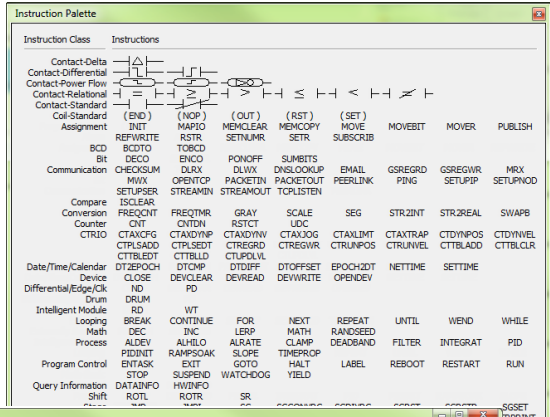 Instruction Palette
Instruction Class Instructions
Contact-Delta
Contact-Differential
Contact-Power Flow
Contact-Relational = ≥ > ≤ < ≠
Contact-Standard
Coil-Standard (END) (NOP) (OUT) (RST) (SET)
Assignment INIT MAPIO MEMCLEAR MEMCOPY MOVE MOVEBIT MOVER PUBLISH
REFWRITE RSTR SETNUMR SETR SUBSCRIB
BCD BCDTO TOBCD
Bit DECO ENCO PONOFF SUMBITS
Communication CHECKSUM DLRX DLWX DNSLOOKUP EMAIL GSREGRD GSREGWR MRX
MWX OPENTCP PACKETIN PACKETOUT PEERLINK PING SETUPIP SETUPNOD
SETUPSER STREAMIN STREAMOUT TCPLISTEN
Compare ISCLEAR
Conversion FREQCNT FREQTMR GRAY SCALE SEG STR2INT STR2REAL SWAPB
Counter CNT CNTDN RSTCT UDC
CTRIO CTAXCFG CTAXDYNP CTAXDYNV CTAXJOG CTAXLIMT CTAXTRAP CTDYNPOS CTDYNVEL
CTPLSADD CTPLSEDT CTREGRD CTREGWR CTRUNPOS CTRUNVEL CTTBLADD CTTBLCLR
CTTBLEDT CTTBLLD CTUPDLVL
Date/Time/Calendar DT2EPOCH DTCMP DTDIFF DTOFFSET EPOCH2DT NETTIME SETTIME
Device CLOSE DEVCLEAR DEVREAD DEVWRITE OPENDEV
Differential/Edge/Clk ND PD
Drum DRUM
Intelligent Module RD WT
Looping BREAK CONTINUE FOR NEXT REPEAT UNTIL WEND WHILE
Math DEC INC LERP MATH RANDSEED
Process ALDEV ALHILO ALRATE CLAMP DEADBAND FILTER INTEGRAT PID
PIDINIT RAMPSOAK SLOPE TIMEPROP
Program Control ENTASK EXIT GOTO HALT LABEL REBOOT RESTART RUN
STOP SUSPEND WATCHDOG YIELD
Query Information DATAINFO HWINFO
Shift ROTL ROTR SR
SGSET